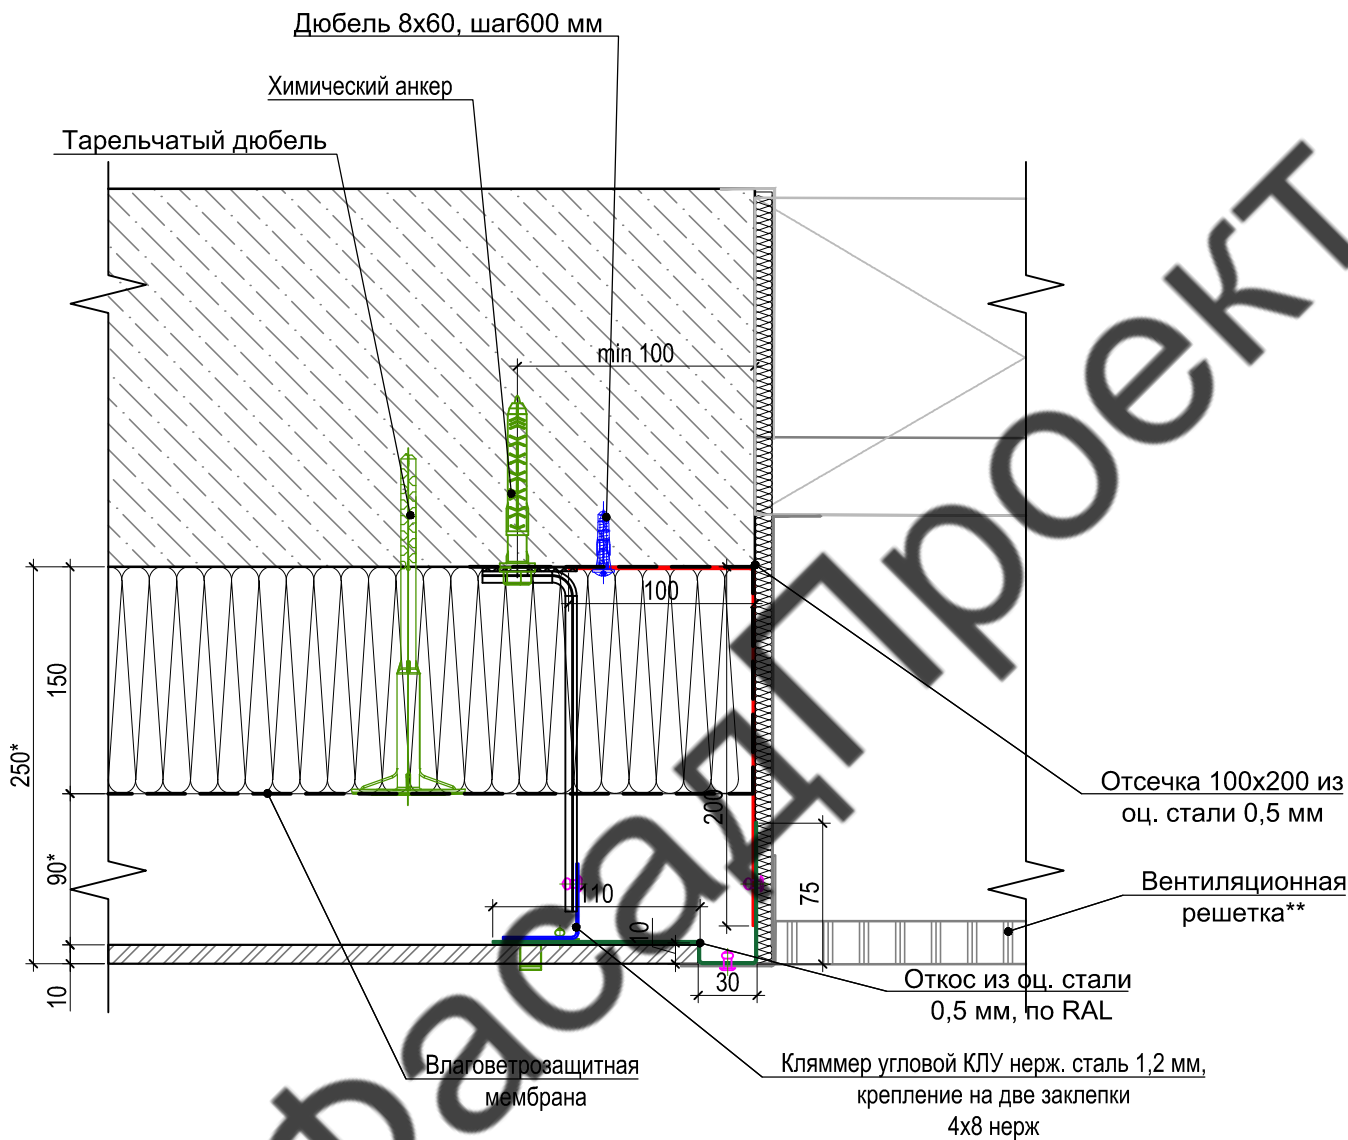 Дюбель 8х60, шаг600 мм
Химический анкер
Тарельчатый дюбель
min 100
100
150
250*
200
Отсечка 100х200 из
оц. стали 0,5 мм
90*
110
75
Вентиляционная
решетка**
10
10
30
Откос из оц. стали
0,5 мм, по RAL
Влаговетрозащитная
мембрана
Кляммер угловой КЛУ нерж. сталь 1,2 мм,
крепление на две заклепки
4х8 нерж
ФасадПроект